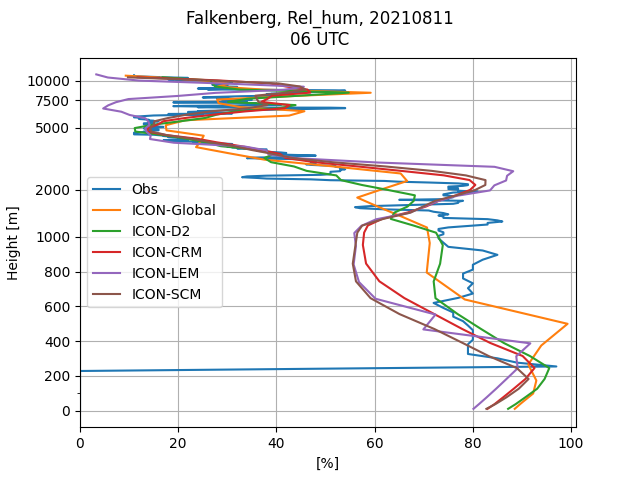 Falkenberg, Rel_hum, 20210811
06 UTC
10000
7500
5000
2000
1000
800
600
400
200
0
Height [m]
Obs
ICON-Global
ICON-D2
ICON-CRM
ICON-LEM
ICON-SCM
0 20 40 60 80 100
[%]